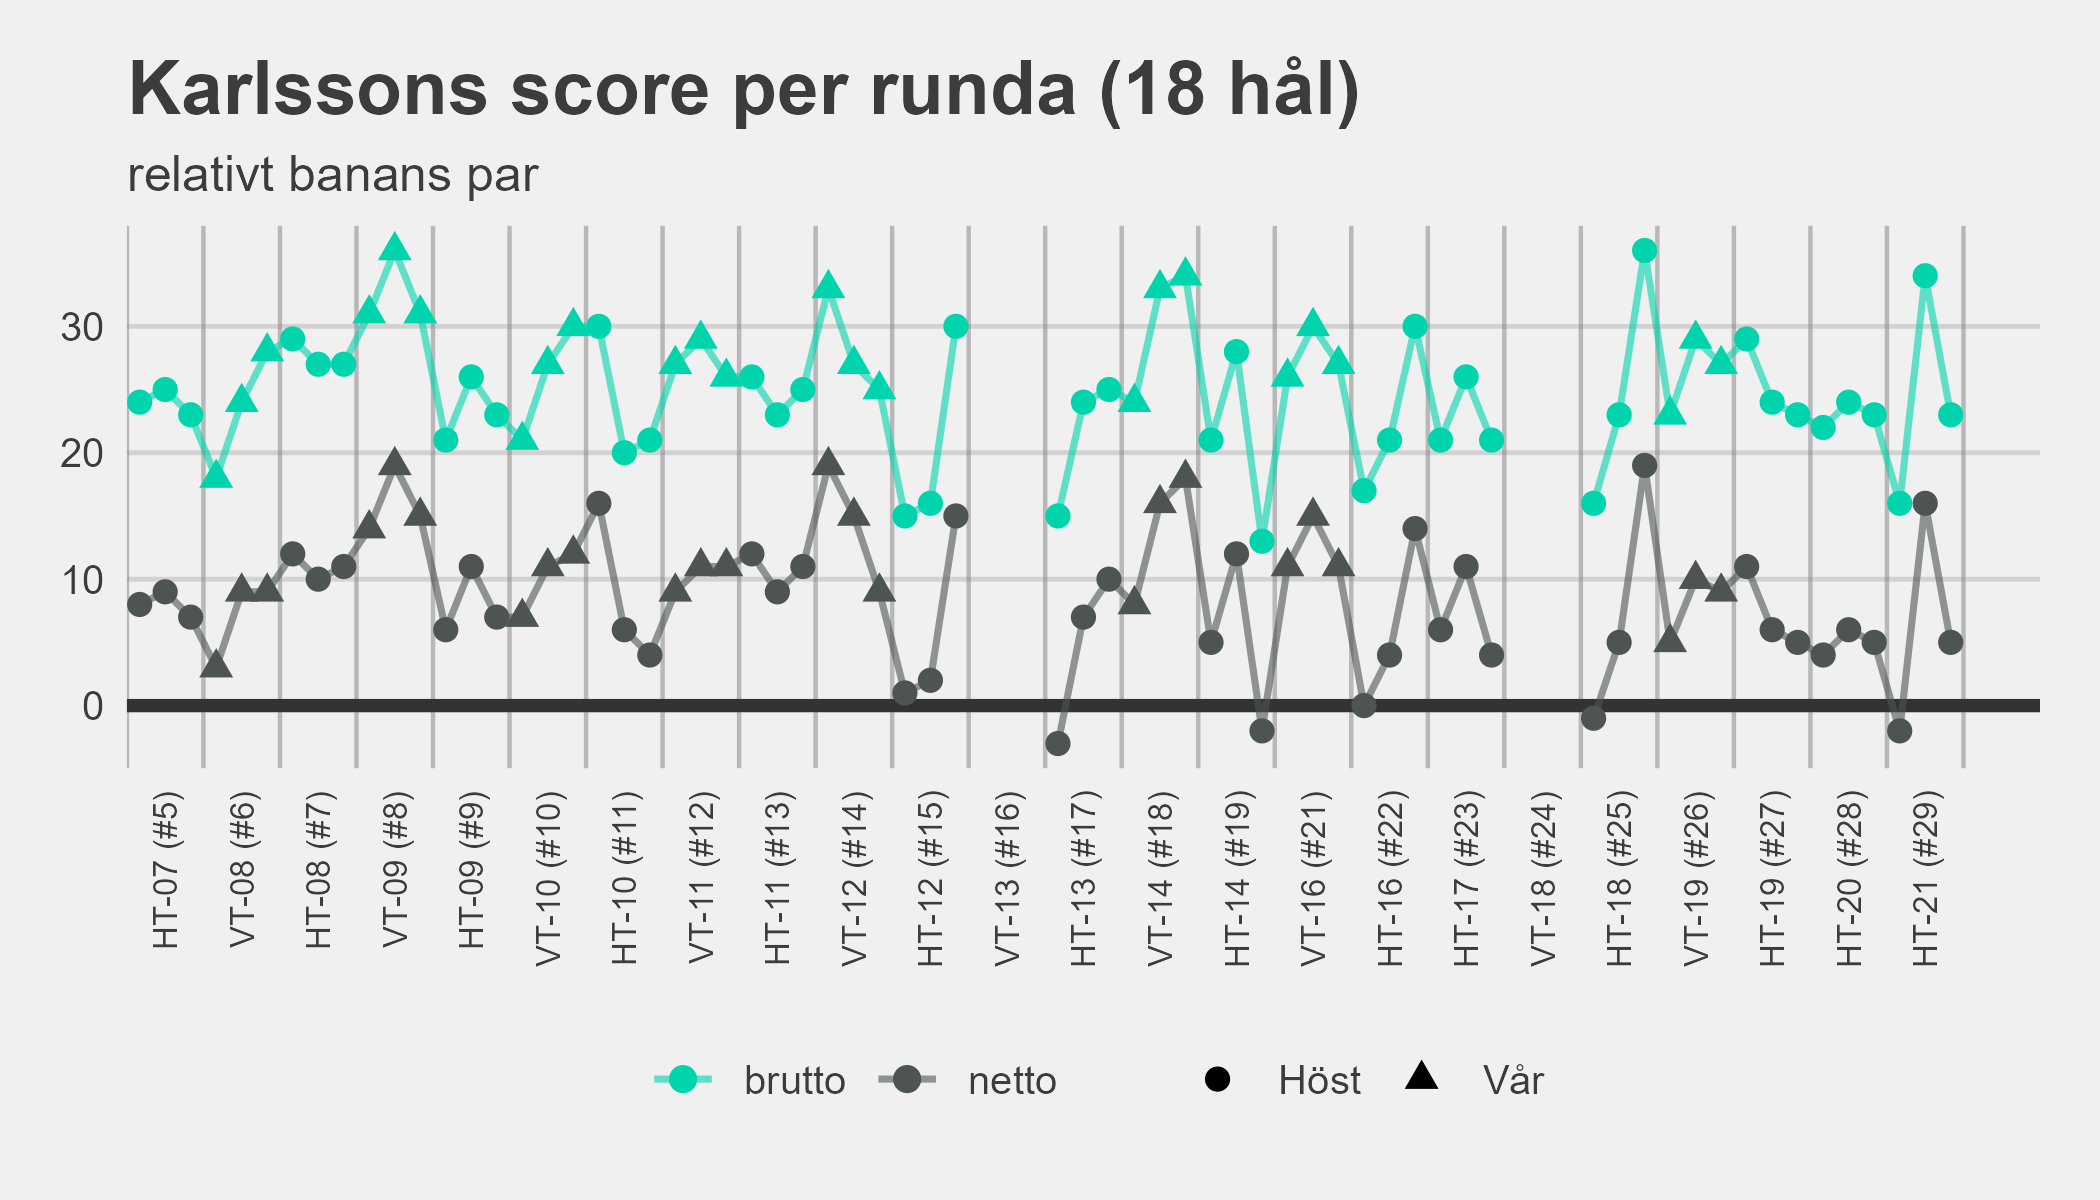 Karlssons score per runda (18 hål)
relativt banans par
30
20
10
0
HT-07 (#5)
VT-08 (#6)
HT-08 (#7)
VT-09 (#8)
HT-09 (#9)
VT-10 (#10)
HT-10 (#11)
VT-11 (#12)
HT-11 (#13)
VT-12 (#14)
HT-12 (#15)
VT-13 (#16)
HT-13 (#17)
VT-14 (#18)
HT-14 (#19)
VT-16 (#21)
HT-16 (#22)
HT-17 (#23)
VT-18 (#24)
HT-18 (#25)
VT-19 (#26)
HT-19 (#27)
HT-20 (#28)
HT-21 (#29)
brutto netto Höst Vår